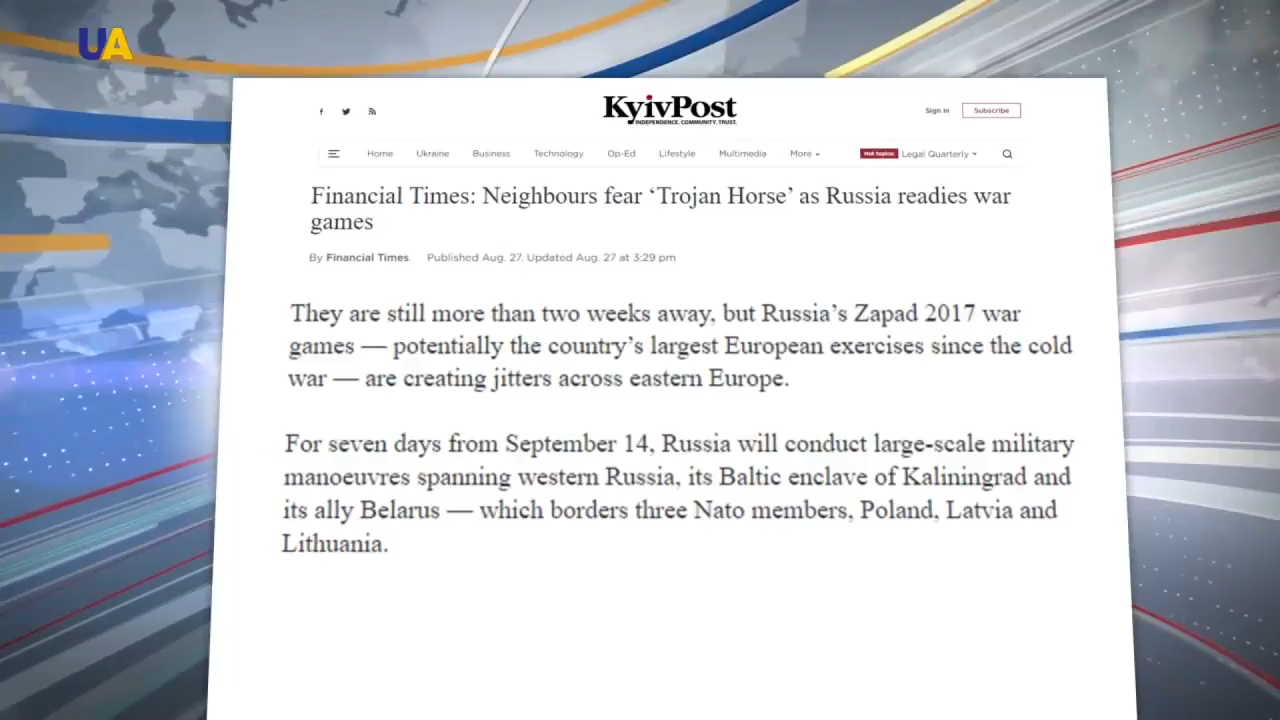 UA
KyivPost
INDEPENDENCE. COMMUNITY. TRUST.
Sign in
Subscribe
Home Ukraine Business Technology Op-Ed Lifestyle Multimedia More Hot topics Legal Quarterly
Financial Times: Neighbours fear ‘Trojan Horse’ as Russia readies war
games
By Financial Times. Published Aug. 27. Updated Aug. 27 at 3:29 pm
They are still more than two weeks away, but Russia’s Zapad 2017 war
games — potentially the country’s largest European exercises since the cold
war — are creating jitters across eastern Europe.
For seven days from September 14, Russia will conduct large-scale military
manoeuvres spanning western Russia, its Baltic enclave of Kaliningrad and
its ally Belarus — which borders three Nato members, Poland, Latvia and
Lithuania.